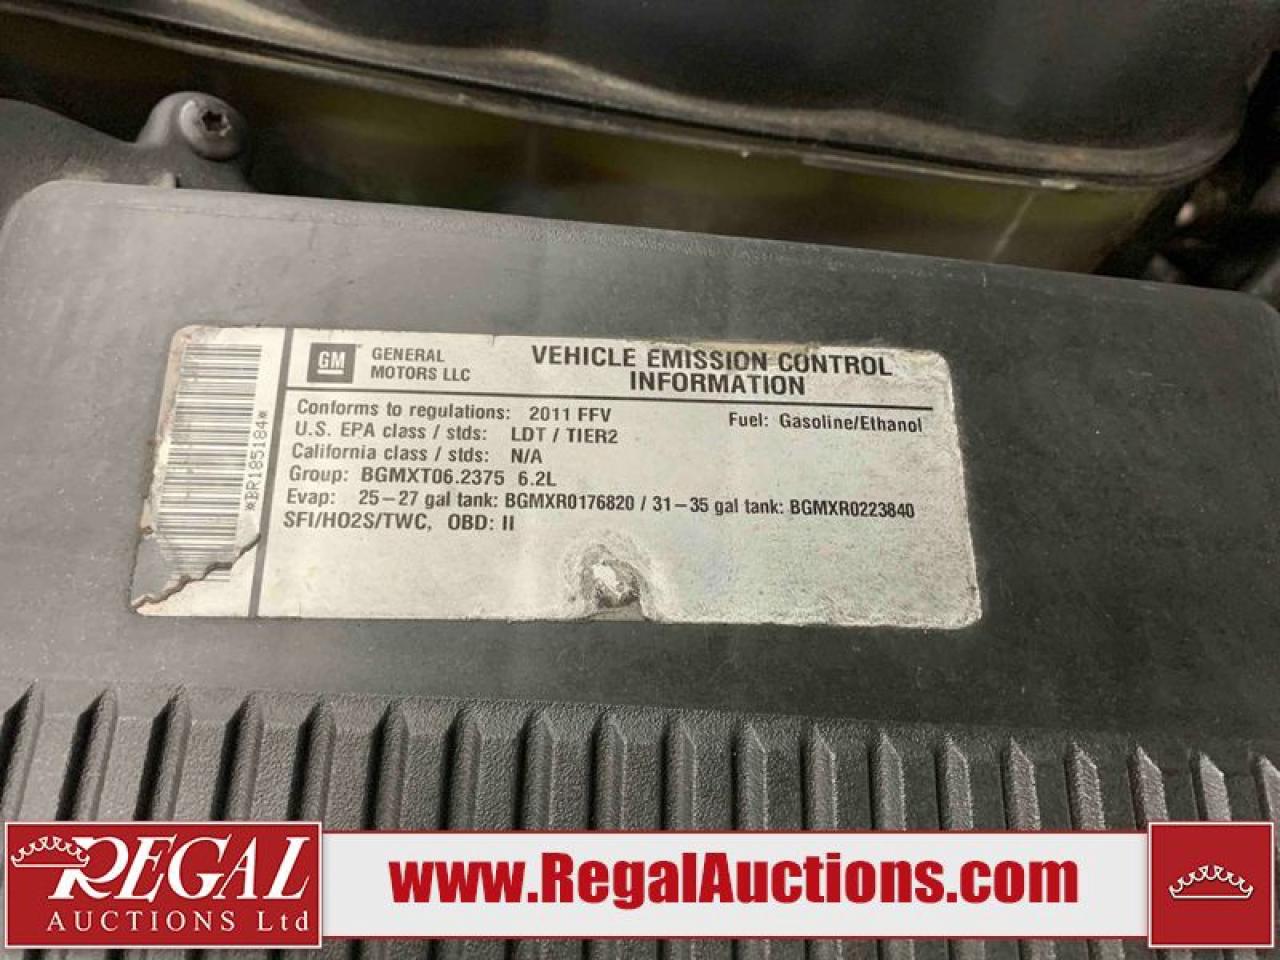 GM GENERAL
MOTORS LLC
VEHICLE EMISSION CONTROL
INFORMATION
Conforms to regulations: 2011 FFV
Fuel: Gasoline/Ethanol
U.S. EPA class / stds: LDT / TIER2
California class / stds: N/A
Group: BGMXT06.2375 6.2L
Evap: 25-27 gal tank: BGMXR0176820 / 31-35 gal tank: BGMXR0223840
SFI/HO2S/TWC, OBD: II
*BR185184*
REGAL
AUCTIONS Ltd
www.RegalAuctions.com